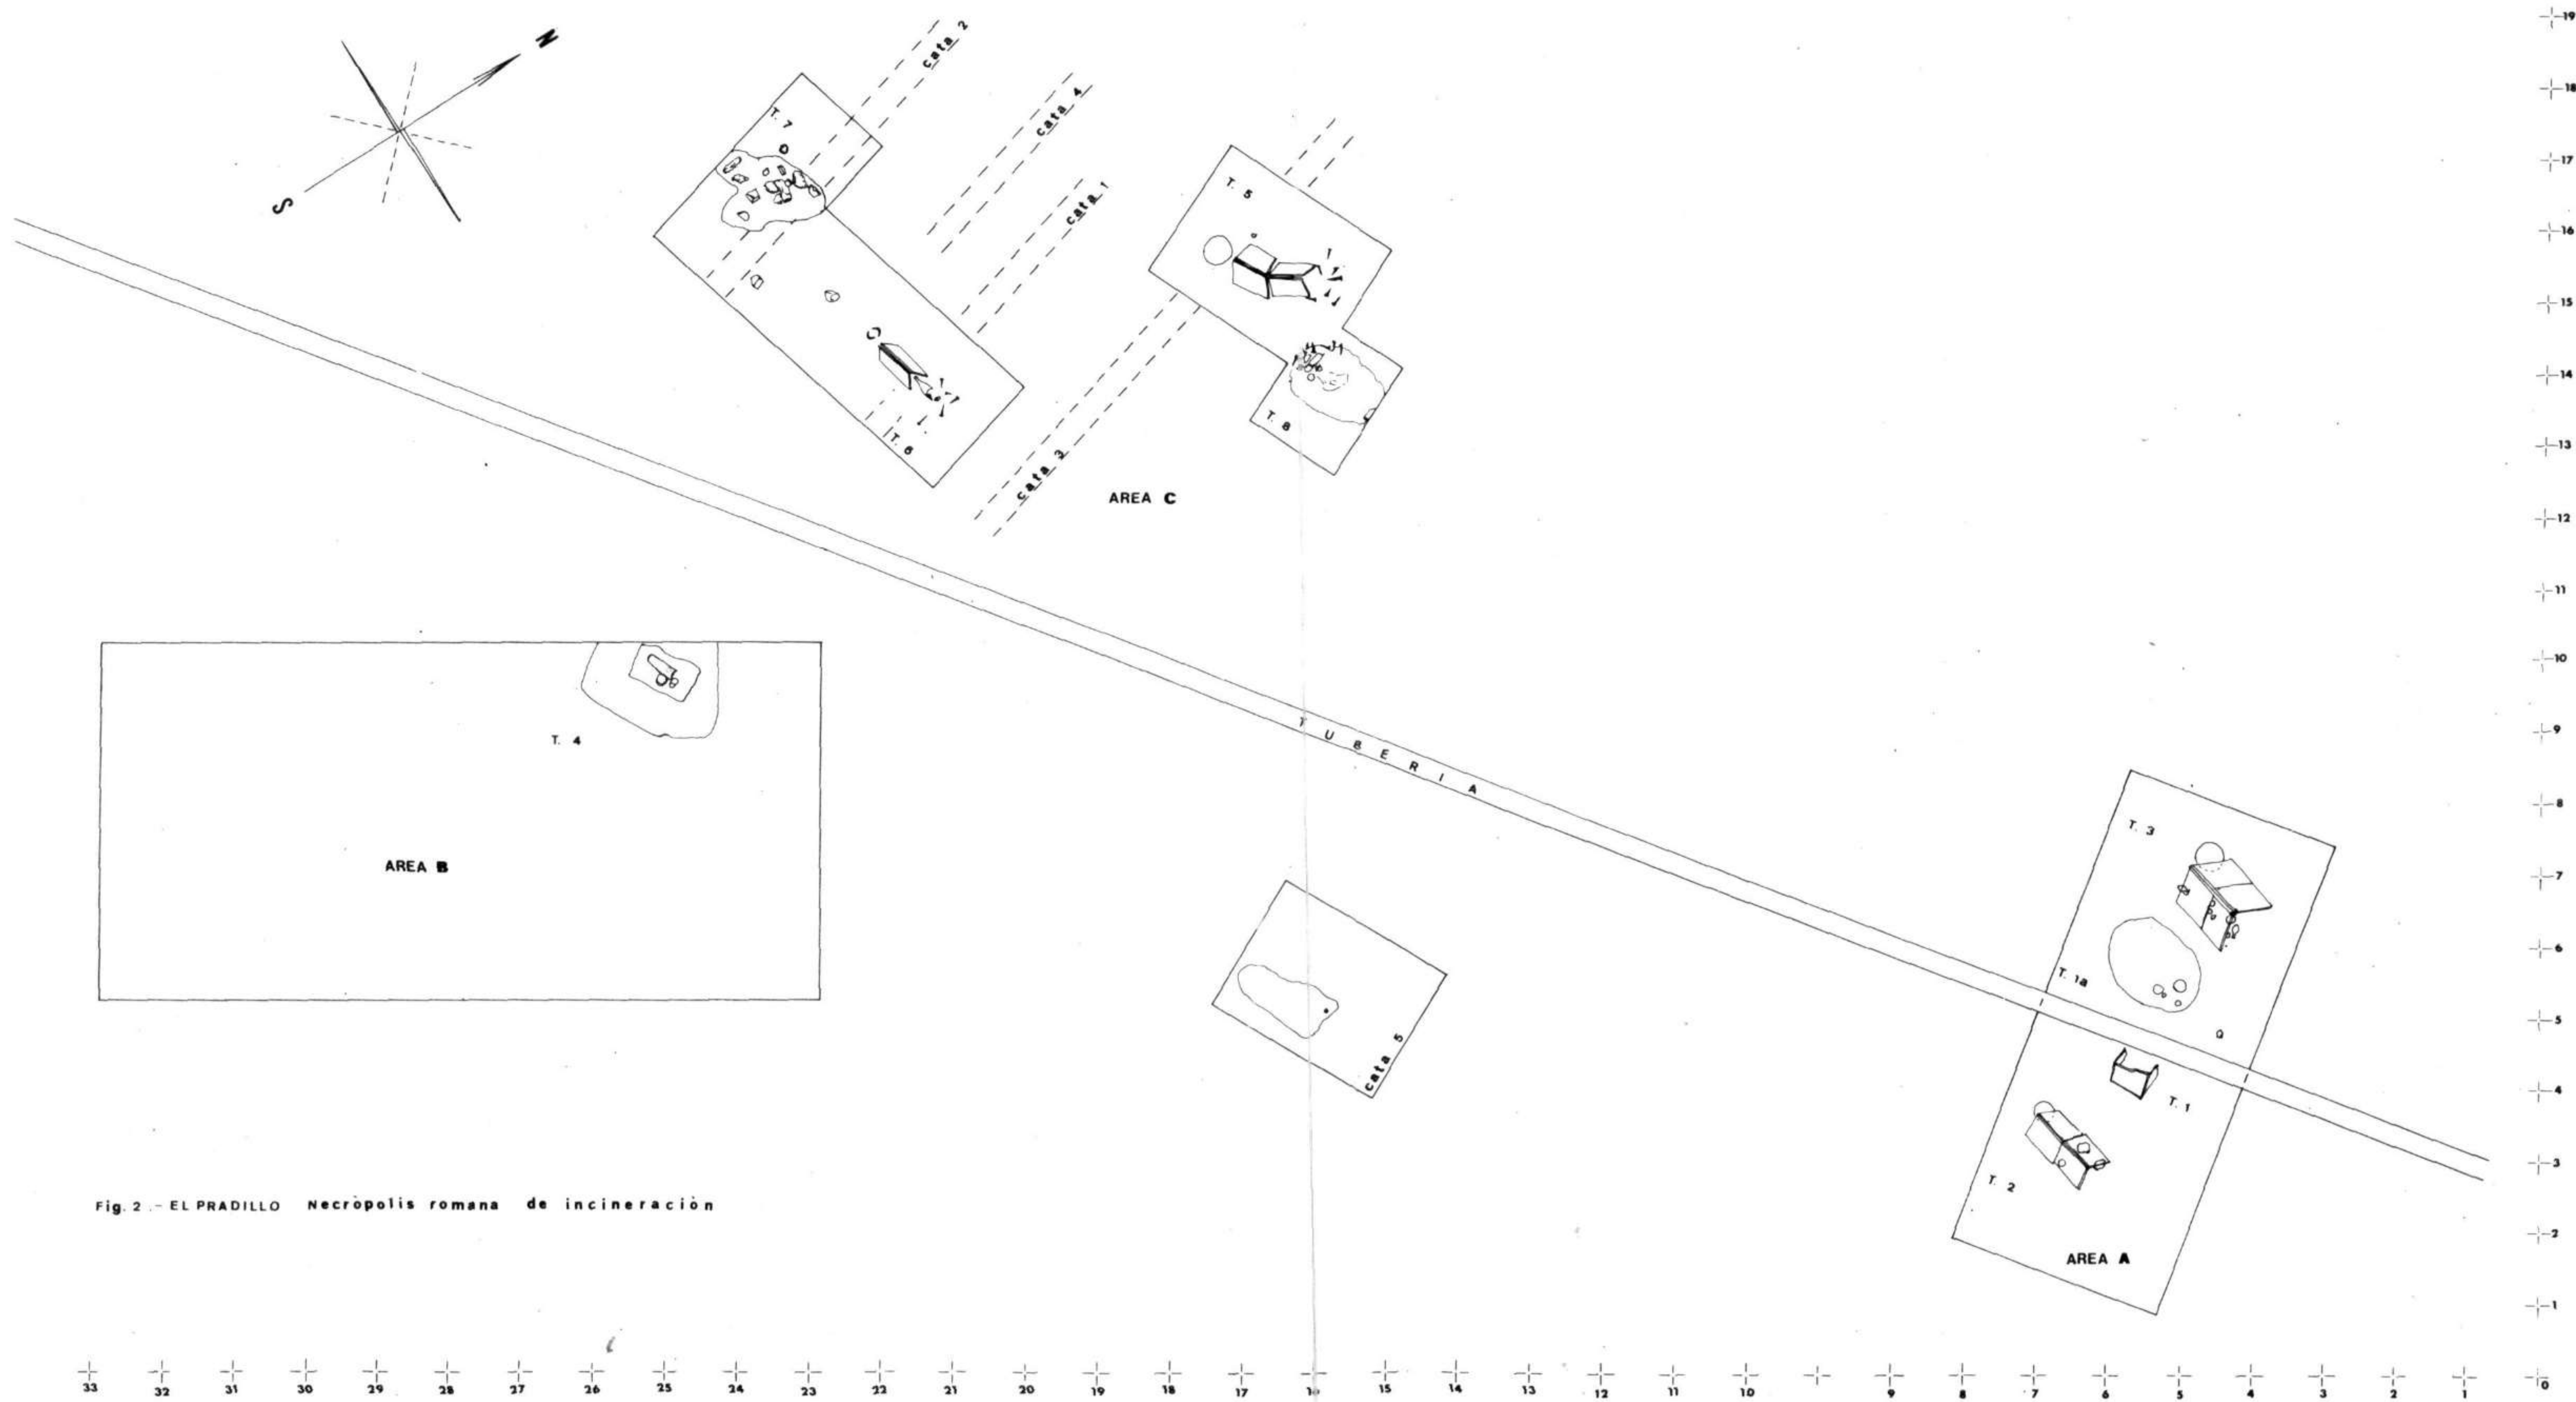 N
S
cata 2
cata 4
cata 1
T. 7
T. 5
T. 6
T. 8
cata 3
AREA C
T. 4
AREA B
TUBERIA
T. 3
T. 1a
T. 1
T. 2
AREA A
cata 5
Fig. 2.- EL PRADILLO Necròpolis romana de incineraciòn
19
18
17
16
15
14
13
12
11
10
9
8
7
6
5
4
3
2
1
33 32 31 30 29 28 27 26 25 24 23 22 21 20 19 18 17 16 15 14 13 12 11 10 9 8 7 6 5 4 3 2 1 0